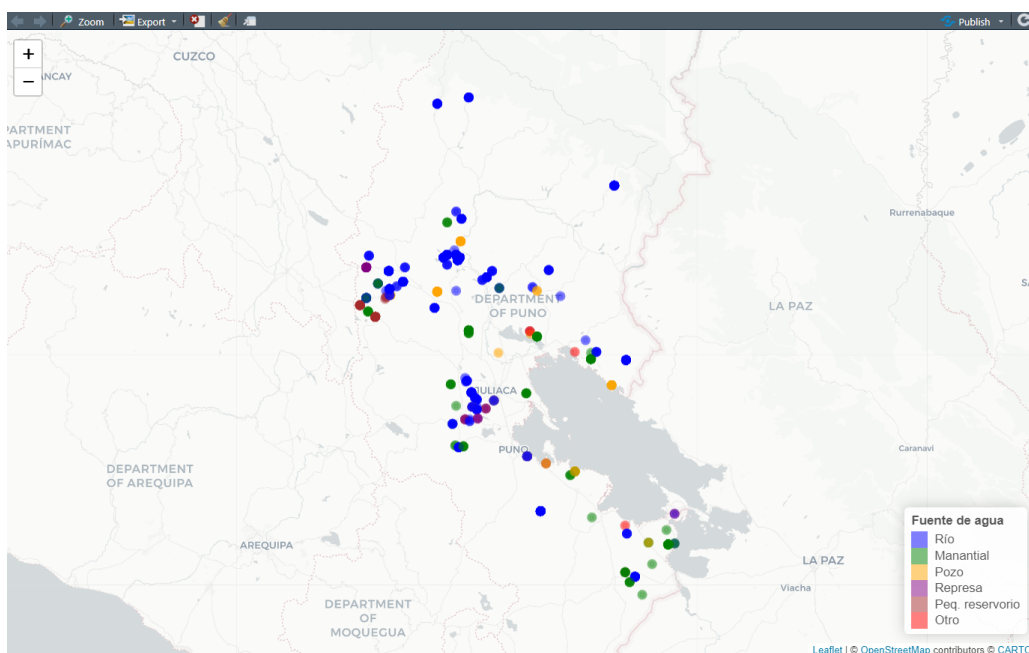 Zoom
Export
Publish
+
−
CUZCO
ANCAY
PARTMENT
APURÍMAC
Rurrenabaque
DEPARTMENT
OF PUNO
LA PAZ
JULIACA
PUNO
Caranavi
DEPARTMENT
OF AREQUIPA
AREQUIPA
LA PAZ
Viacha
DEPARTMENT
OF
MOQUEGUA
Fuente de agua
Río
Manantial
Pozo
Represa
Peq. reservorio
Otro
Leaflet | © OpenStreetMap contributors © CARTO